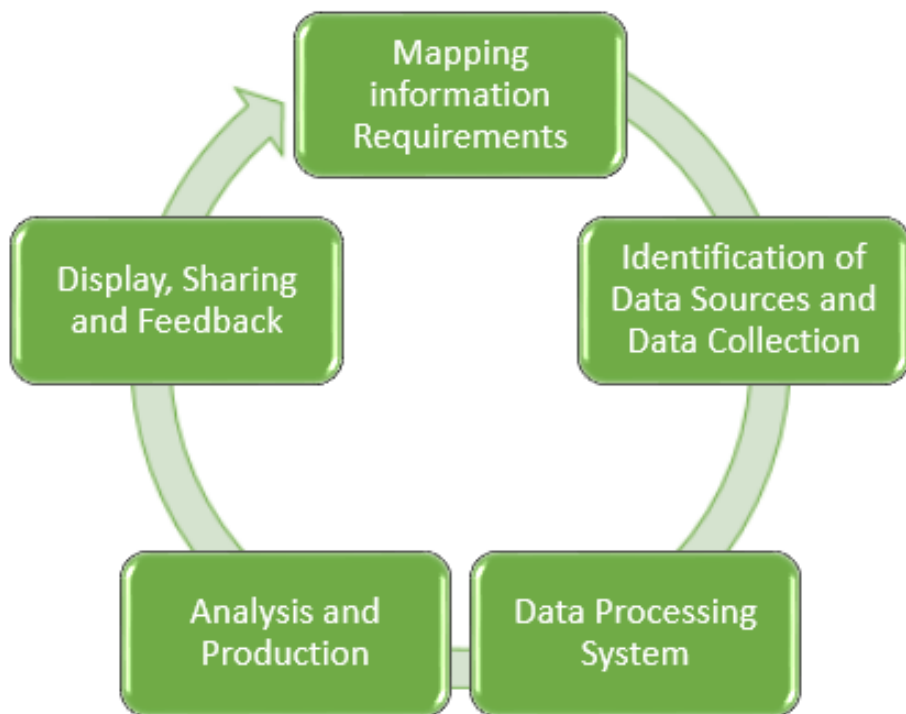 Mapping
information
Requirements
Identification of
Data Sources and
Data Collection
Data Processing
System
Analysis and
Production
Display, Sharing
and Feedback